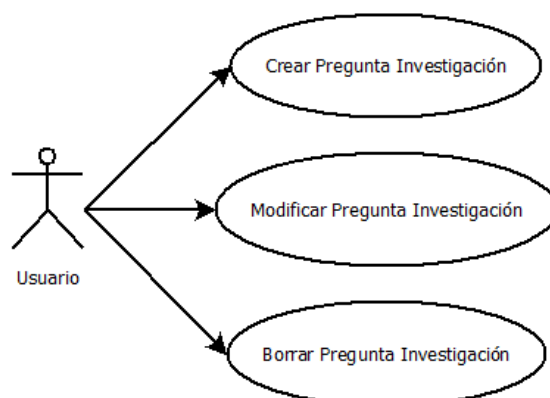 Crear Pregunta Investigación
Modificar Pregunta Investigación
Usuario
Borrar Pregunta Investigación